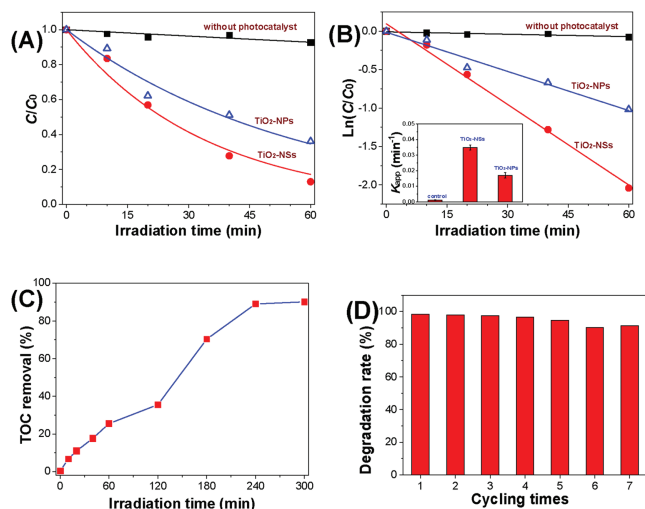 (A)
without photocatalyst
TiO2-NPs
TiO2-NSs
C/C0
1.0
0.8
0.6
0.4
0.2
0.0
0 15 30 45 60
Irradiation time (min)
(B)
without photocatalyst
TiO2-NPs
TiO2-NSs
Ln(C/C0)
-0.0
-0.5
-1.0
-1.5
-2.0
0 15 30 45 60
Irradiation time (min)
Kapp (min-1)
0.05
0.04
0.03
0.02
0.01
0.00
control
TiO2-NSs
TiO2-NPs
(C)
TOC removal (%)
100
80
60
40
20
0
0 60 120 180 240 300
Irradiation time (min)
(D)
Degradation rate (%)
100
80
60
40
20
0
1 2 3 4 5 6 7
Cycling times